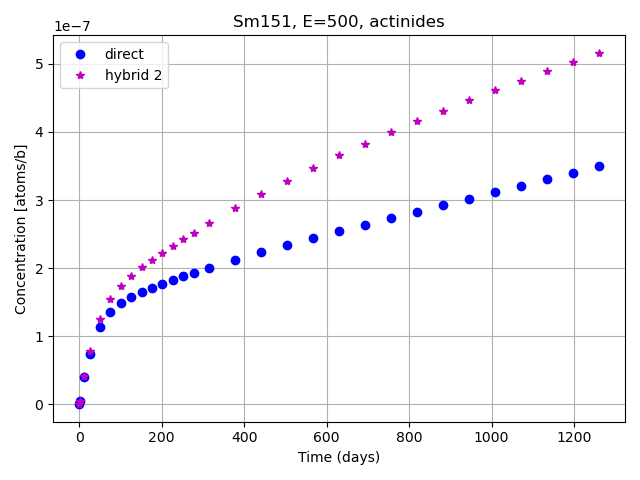 Sm151, E=500, actinides
1e−7
direct
hybrid 2
5
4
3
2
1
0
Concentration [atoms/b]
0 200 400 600 800 1000 1200
Time (days)